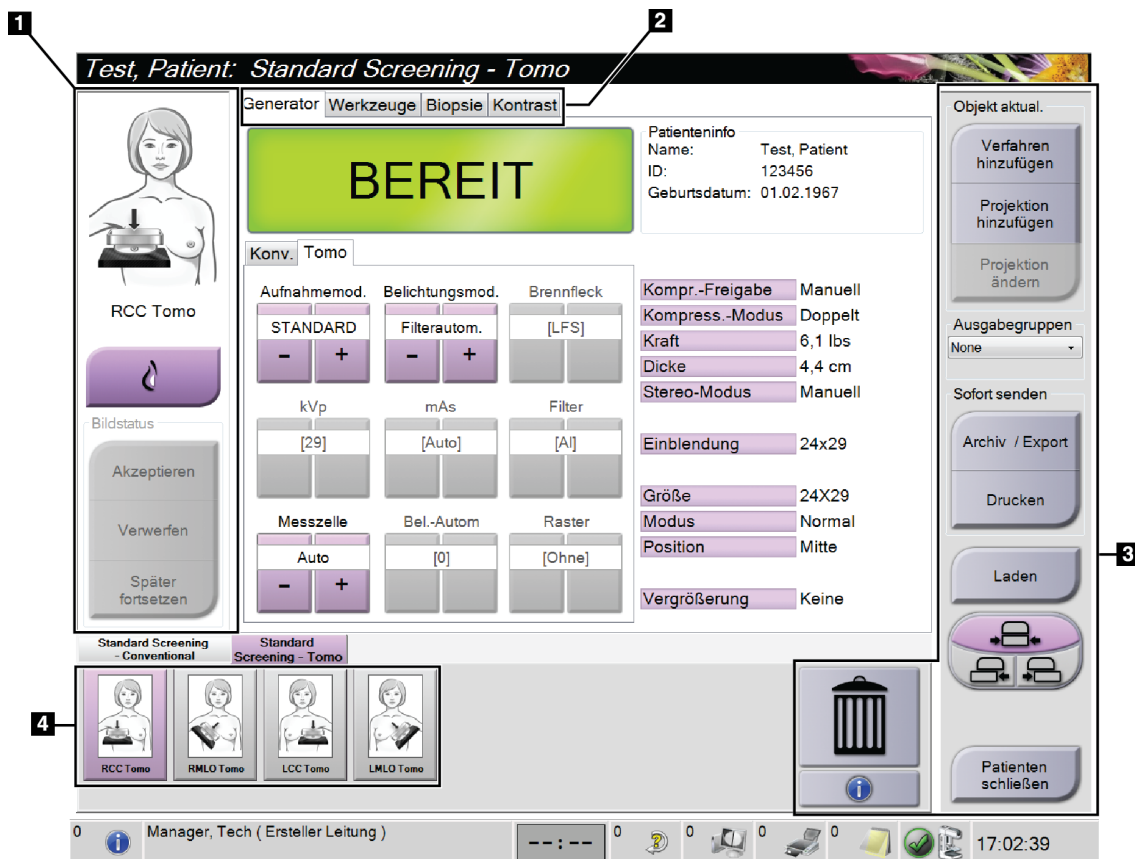 1
2
Test, Patient: Standard Screening - Tomo
Generator Werkzeuge Biopsie Kontrast
BEREIT
Patienteninfo
Name: Test, Patient
ID: 123456
Geburtsdatum: 01.02.1967
RCC Tomo
Bildstatus
Akzeptieren
Verwerfen
Später
fortsetzen
Konv. Tomo
Aufnahmemod. Belichtungsmod. Brennfleck
STANDARD Filterautom. [LFS]
- + - +
kVp mAs Filter
[29] [Auto] [Al]
Messzelle Bel.-Autom Raster
Auto [0] [Ohne]
- +
Kompr.-Freigabe Manuell
Kompress.-Modus Doppelt
Kraft 6,1 lbs
Dicke 4,4 cm
Stereo-Modus Manuell
Einblendung 24x29
Größe 24X29
Modus Normal
Position Mitte
Vergrößerung Keine
Objekt aktual.
Verfahren
hinzufügen
Projektion
hinzufügen
Projektion
ändern
Ausgabegruppen
None
Sofort senden
Archiv / Export
Drucken
3
Laden
Patienten
schließen
Standard Screening
- Conventional
Standard
Screening - Tomo
4
RCC Tomo RMLO Tomo LCC Tomo LMLO Tomo
0 Manager, Tech ( Ersteller Leitung ) --:-- 0 0 0 0 17:02:39